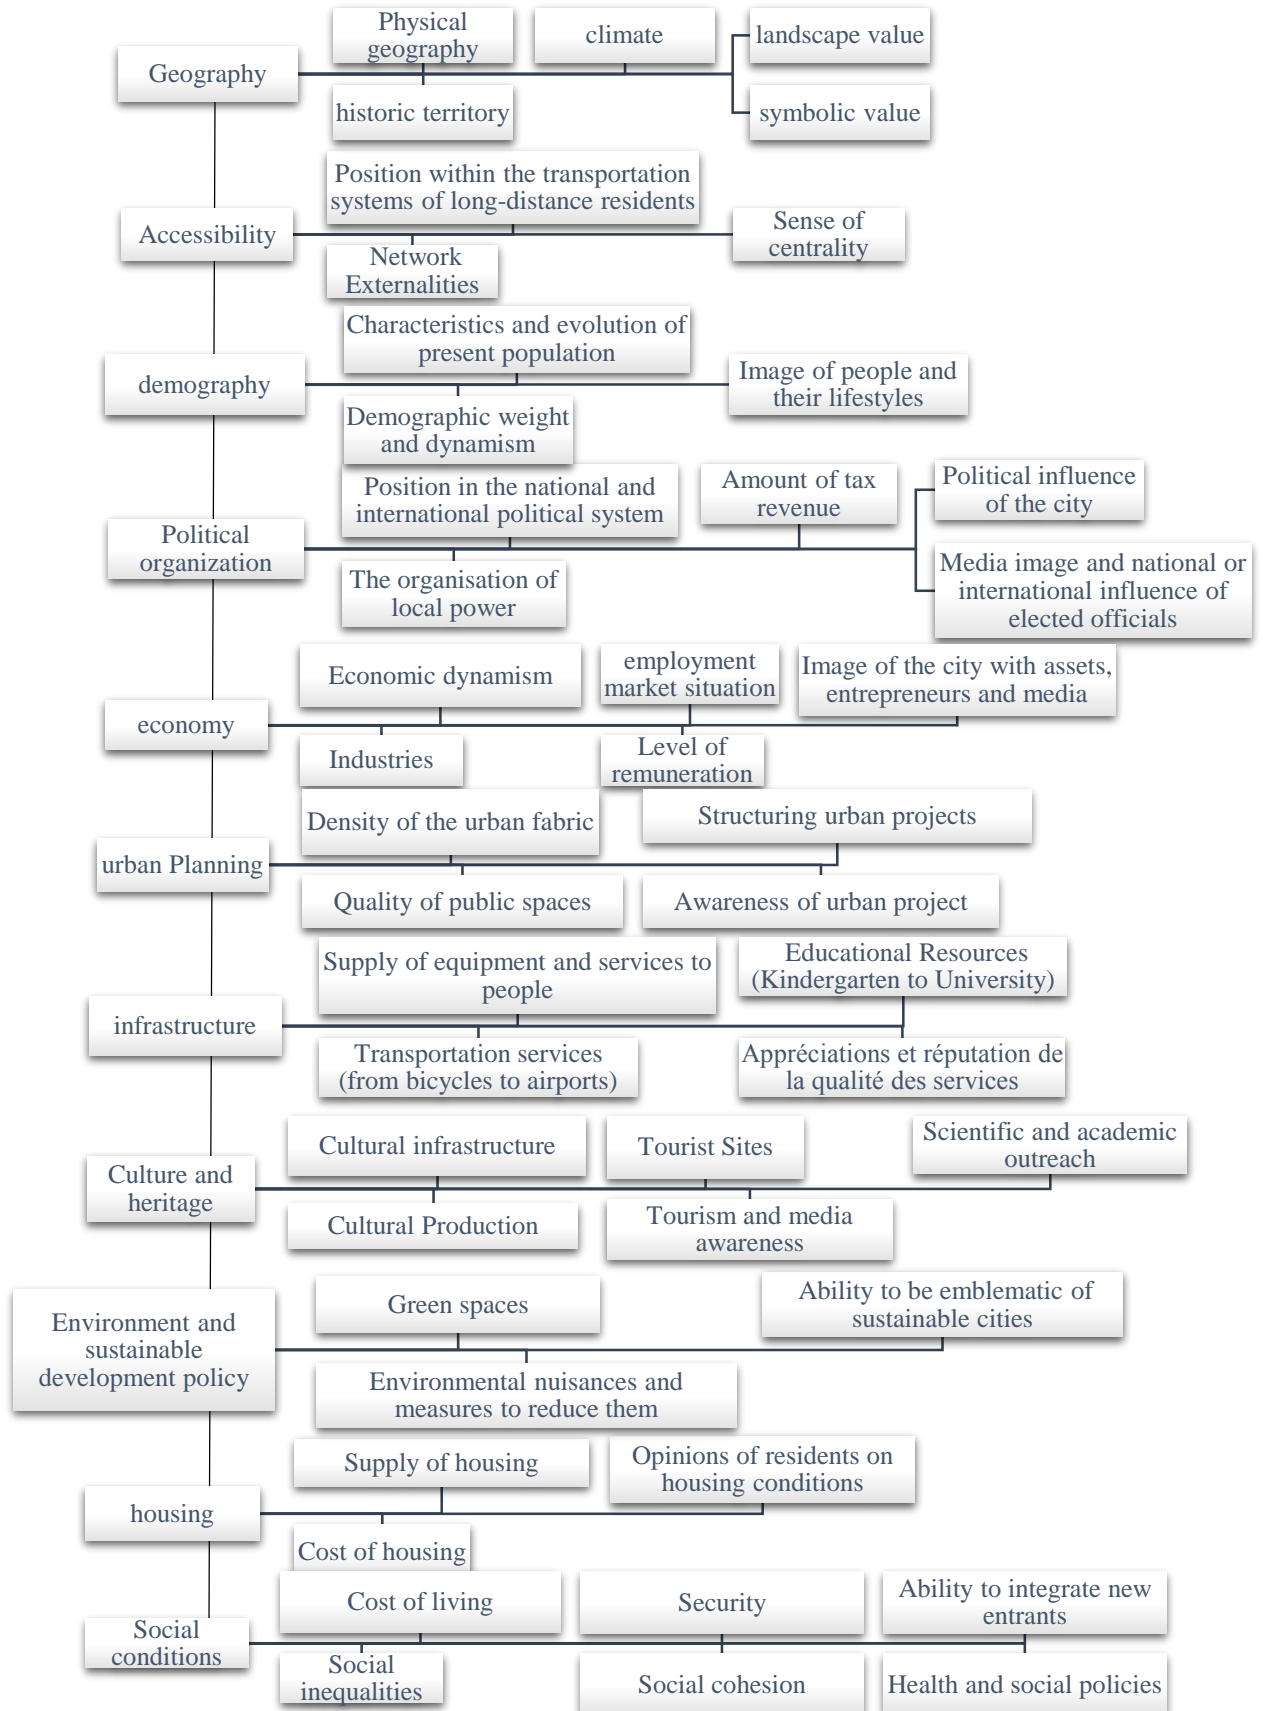 Physical
geography
climate
landscape value
Geography
historic territory
symbolic value
Position within the transportation
systems of long-distance residents
Accessibility
Sense of
centrality
Network
Externalities
Characteristics and evolution of
present population
demography
Image of people and
their lifestyles
Demographic weight
and dynamism
Position in the national and
international political system
Amount of tax
revenue
Political influence
of the city
Political
organization
The organisation of
local power
Media image and national or
international influence of
elected officials
Economic dynamism
employment
market situation
Image of the city with assets,
entrepreneurs and media
economy
Industries
Level of
remuneration
Density of the urban fabric
Structuring urban projects
urban Planning
Quality of public spaces
Awareness of urban project
Supply of equipment and services to
people
Educational Resources
(Kindergarten to University)
infrastructure
Transportation services
(from bicycles to airports)
Appréciations et réputation de
la qualité des services
Cultural infrastructure
Tourist Sites
Scientific and academic
outreach
Culture and
heritage
Cultural Production
Tourism and media
awareness
Green spaces
Ability to be emblematic of
sustainable cities
Environment and
sustainable
development policy
Environmental nuisances and
measures to reduce them
Supply of housing
Opinions of residents on
housing conditions
housing
Cost of housing
Cost of living
Security
Ability to integrate new
entrants
Social
conditions
Social
inequalities
Social cohesion
Health and social policies